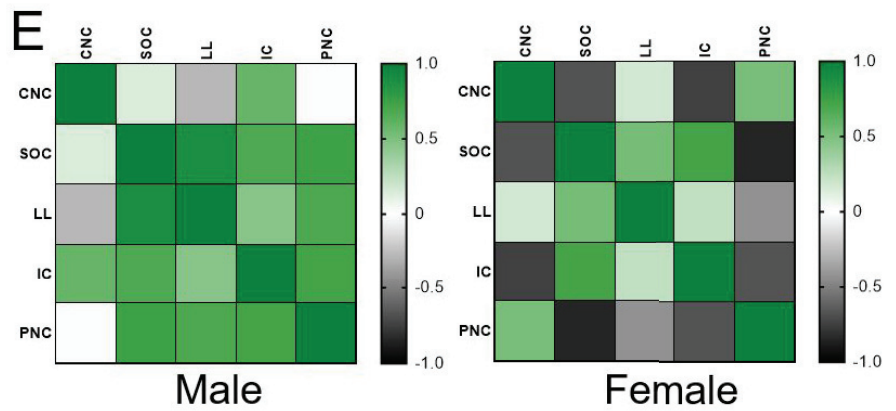 E
CNC SOC LL IC PNC
CNC
SOC
LL
IC
PNC
1.0
0.5
0
-0.5
-1.0
Male
CNC SOC LL IC PNC
CNC
SOC
LL
IC
PNC
1.0
0.5
0
-0.5
-1.0
Female